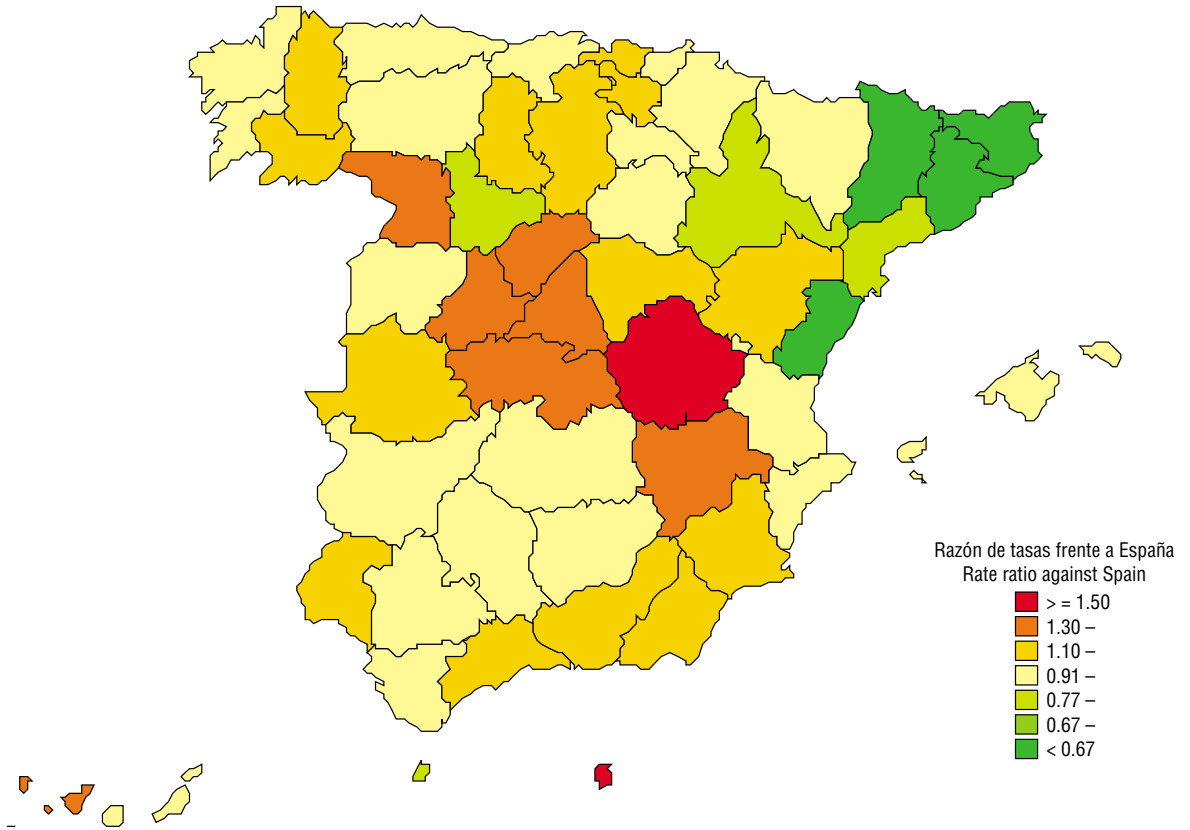 Razón de tasas frente a España
Rate ratio against Spain
> = 1.50
1.30 –
1.10 –
0.91 –
0.77 –
0.67 –
< 0.67